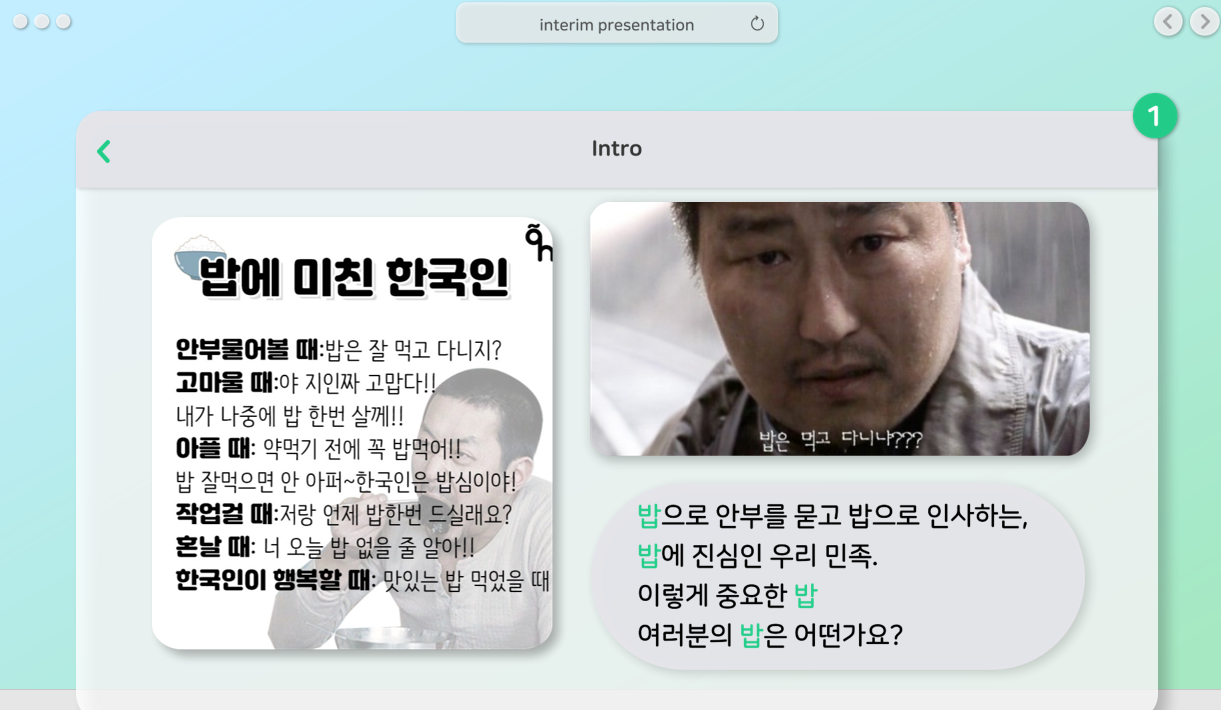 interim presentation
1
Intro
밥에 미친 한국인
안부물어볼 때:밥은 잘 먹고 다니지?
고마울 때:야 지인짜 고맙다!!
내가 나중에 밥 한번 살께!!
아플 때: 약먹기 전에 꼭 밥먹어!!
밥 잘먹으면 안 아퍼~한국인은 밥심이야!
작업걸 때:저랑 언제 밥한번 드실래요?
혼날 때: 너 오늘 밥 없을 줄 알아!!
한국인이 행복할 때: 맛있는 밥 먹었을 때
밥은 먹고 다니냐???
밥으로 안부를 묻고 밥으로 인사하는,
밥에 진심인 우리 민족.
이렇게 중요한 밥
여러분의 밥은 어떤가요?